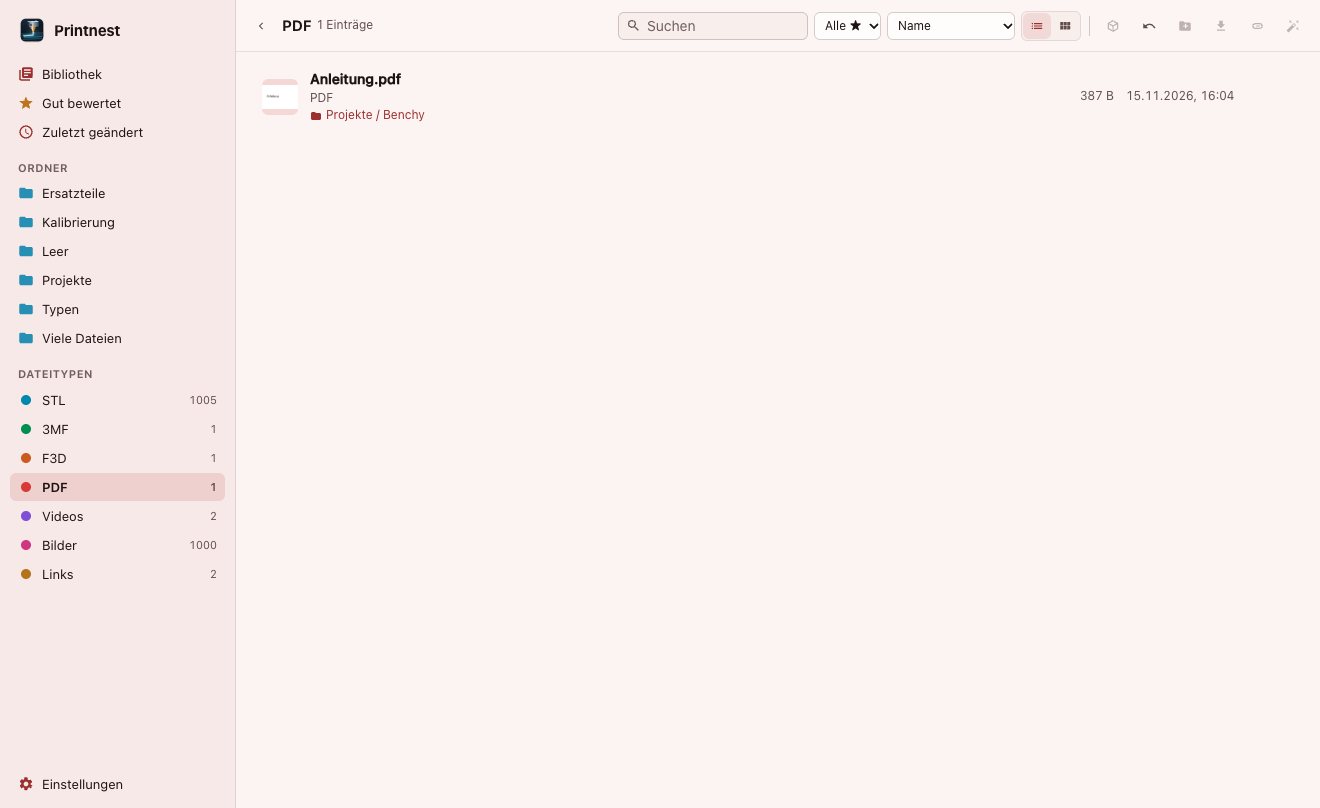 Printnest
Bibliothek
Gut bewertet
Zuletzt geändert
ORDNER
Ersatzteile
Kalibrierung
Leer
Projekte
Typen
Viele Dateien
DATEITYPEN
STL 1005
3MF 1
F3D 1
PDF 1
Videos 2
Bilder 1000
Links 2
Einstellungen
PDF 1 Einträge
Suchen
Alle ★
Name
Anleitung.pdf
PDF
Projekte / Benchy
387 B 15.11.2026, 16:04